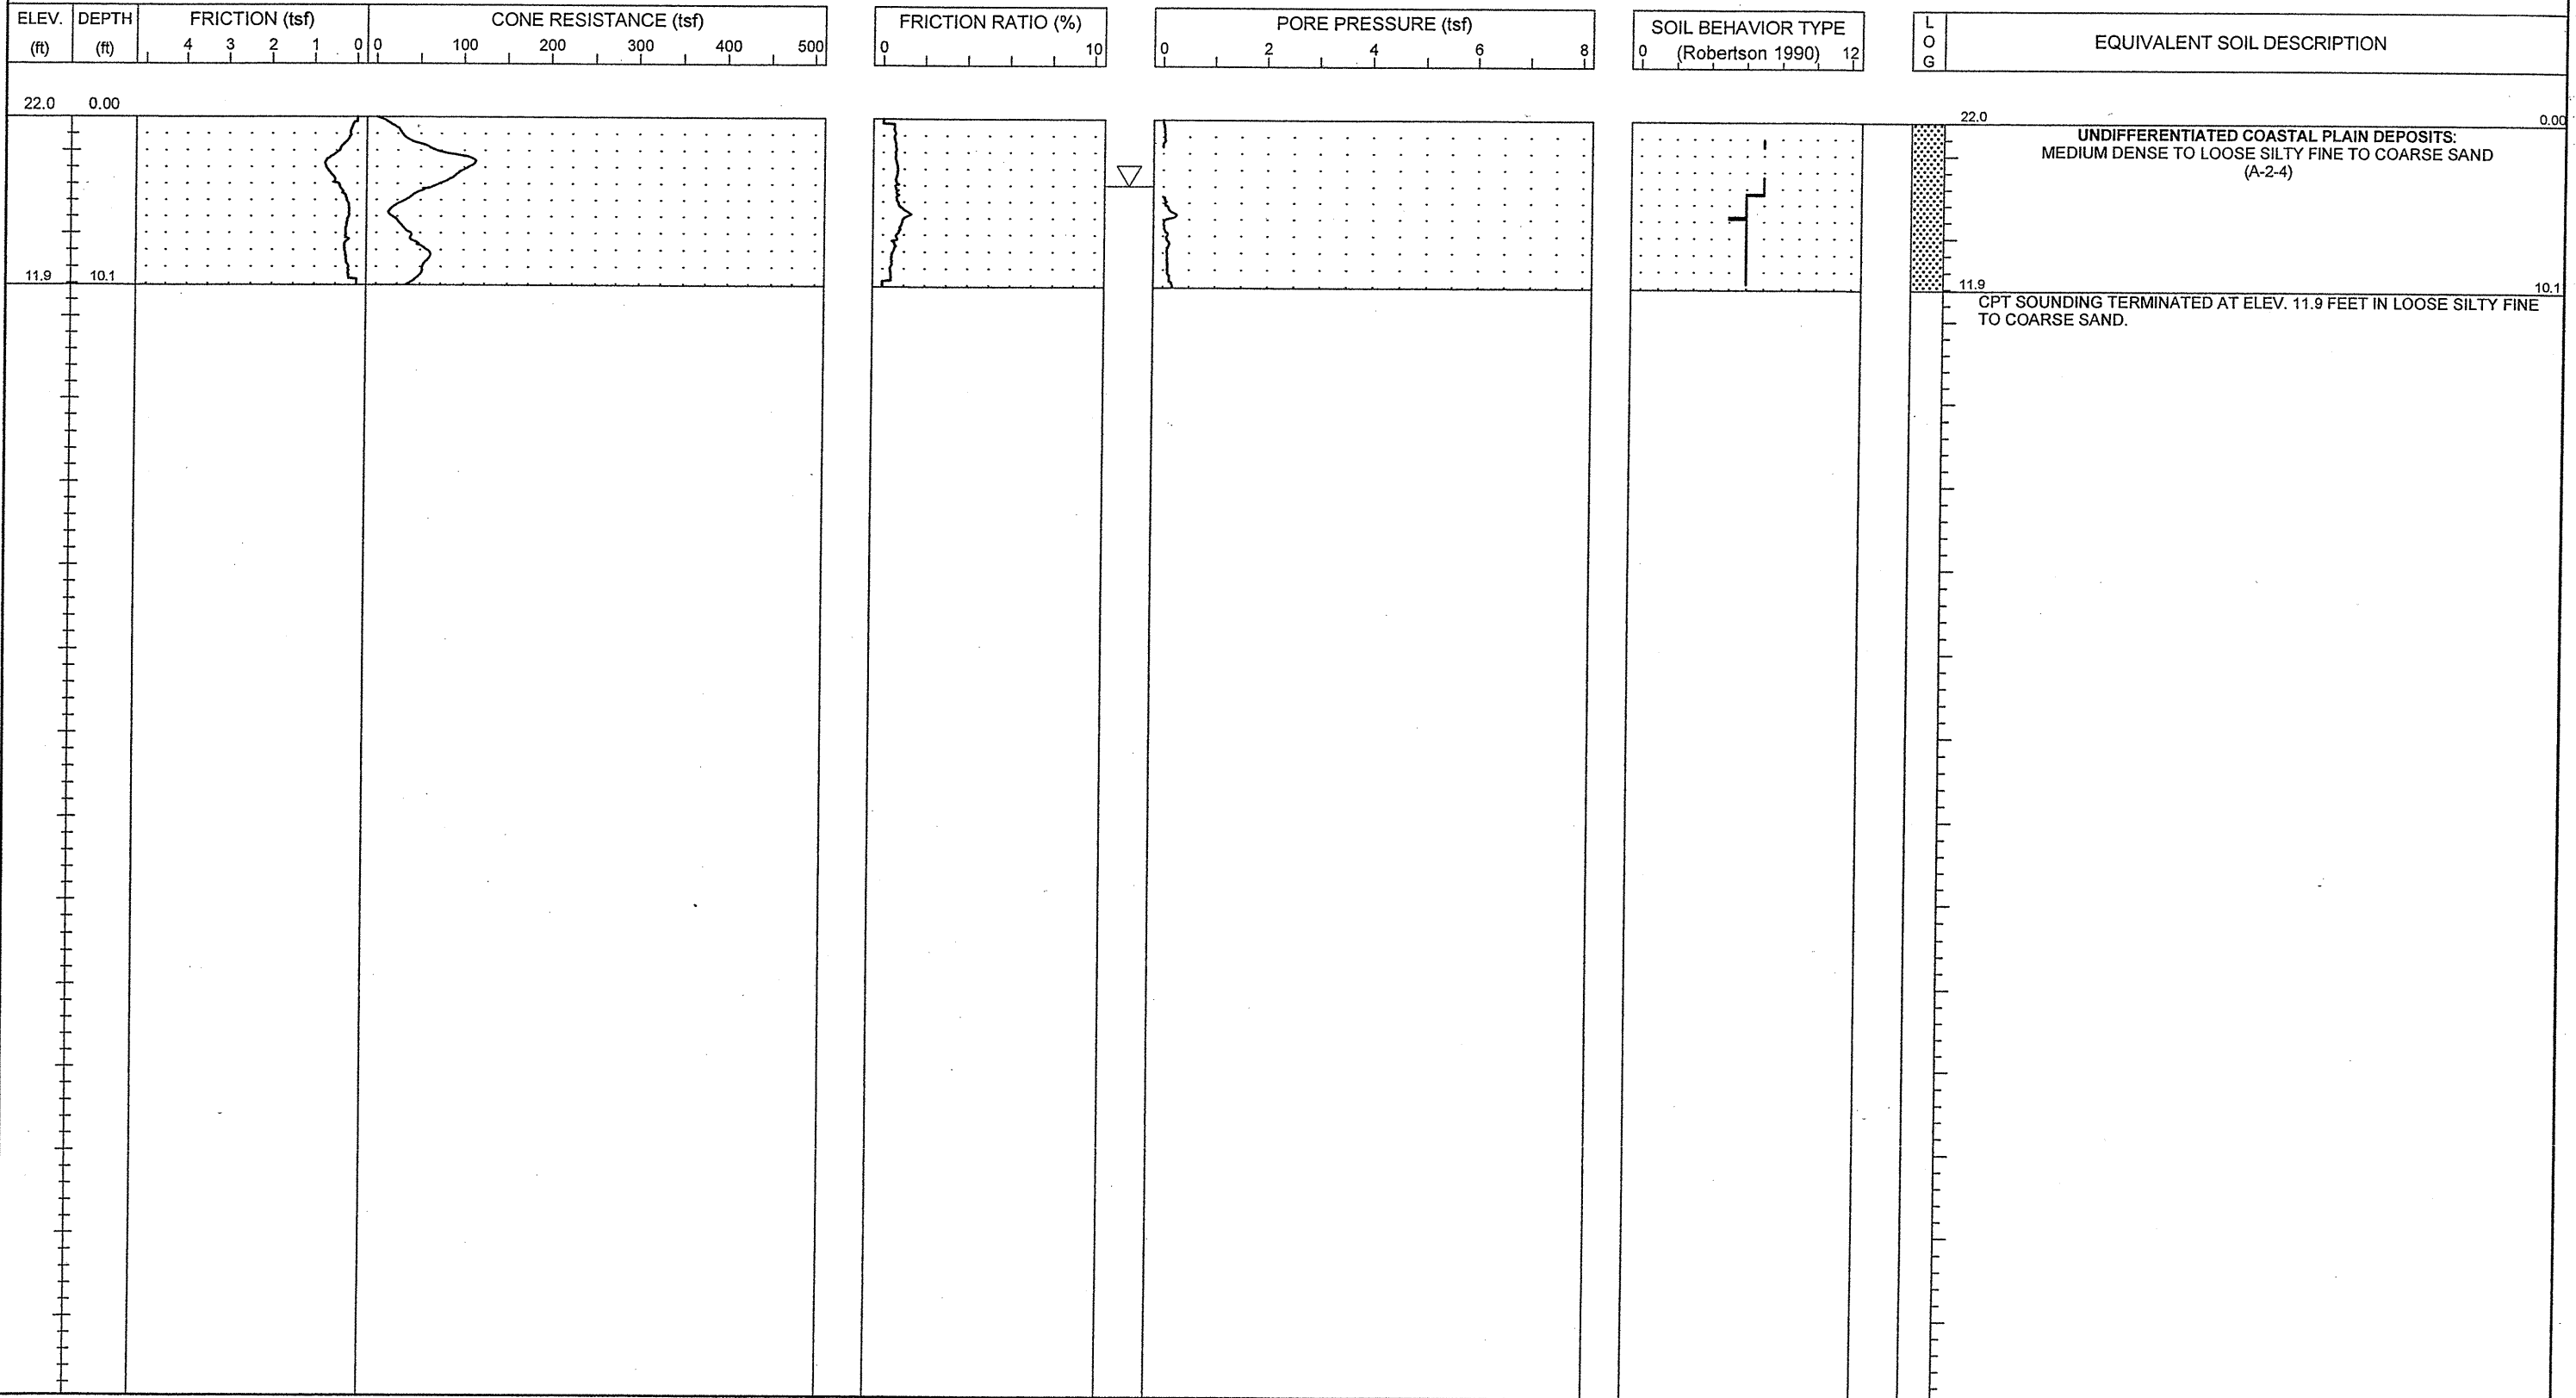 ELEV. (ft)
DEPTH (ft)
FRICTION (tsf)
4 3 2 1 0
CONE RESISTANCE (tsf)
0 100 200 300 400 500
FRICTION RATIO (%)
0 10
PORE PRESSURE (tsf)
0 2 4 6 8
SOIL BEHAVIOR TYPE
(Robertson 1990)
0 12
L
O
G
EQUIVALENT SOIL DESCRIPTION
22.0 0.00
22.0 0.00
UNDIFFERENTIATED COASTAL PLAIN DEPOSITS:
MEDIUM DENSE TO LOOSE SILTY FINE TO COARSE SAND
(A-2-4)
11.9 10.1
11.9 10.1
CPT SOUNDING TERMINATED AT ELEV. 11.9 FEET IN LOOSE SILTY FINE
TO COARSE SAND.